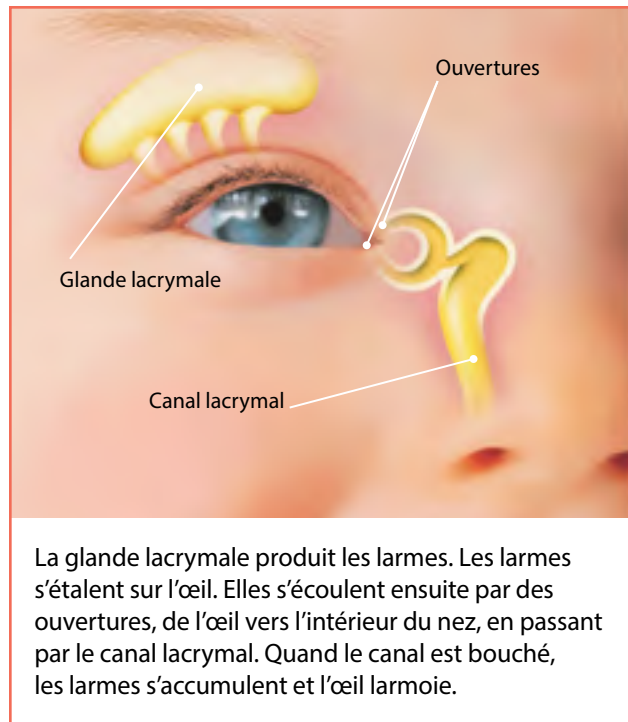 Ouvertures
Glande lacrymale
Canal lacrymal
La glande lacrymale produit les larmes. Les larmes
s’étalent sur l’œil. Elles s’écoulent ensuite par des
ouvertures, de l’œil vers l’intérieur du nez, en passant
par le canal lacrymal. Quand le canal est bouché,
les larmes s’accumulent et l’œil larmoie.